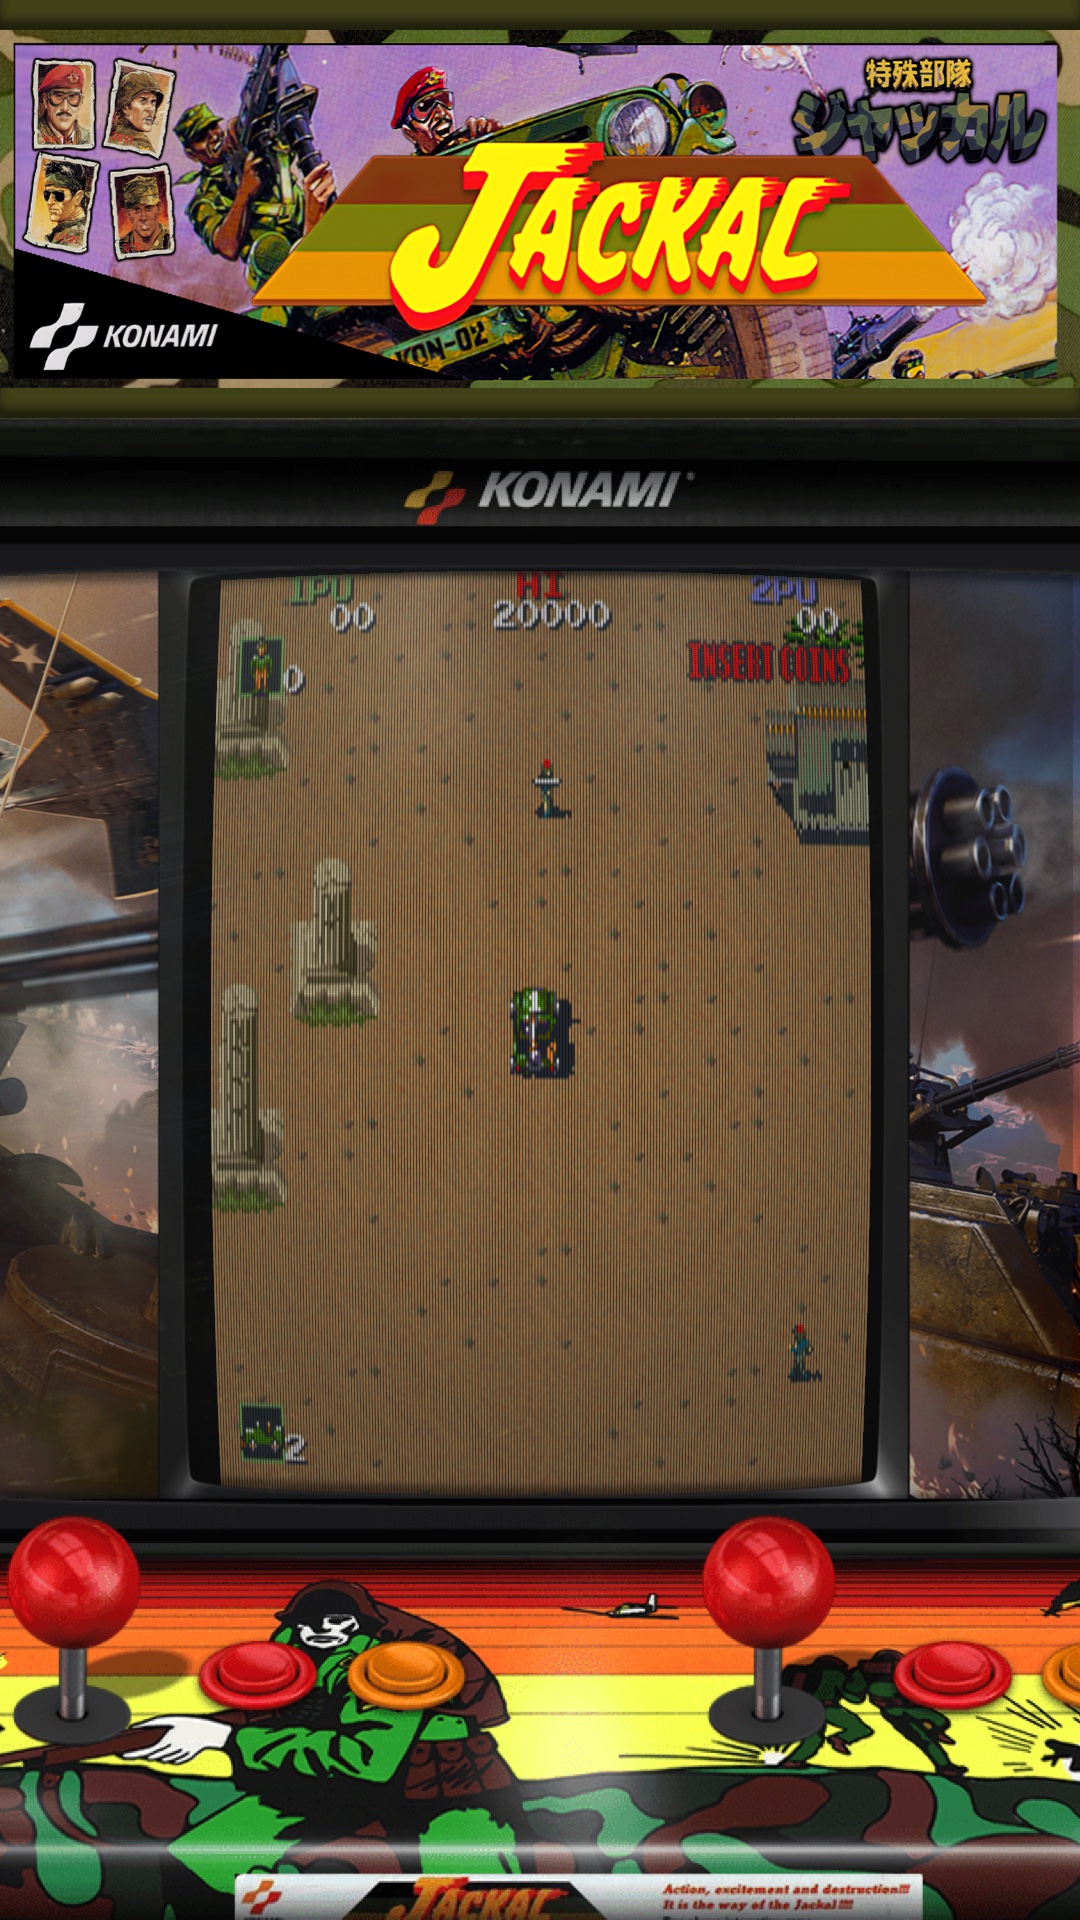 特殊部隊
ジャッカル
JACKAL
KONAMI
KON-02
KONAMI
1PU HI 2PU
00 20000 00
INSERT COINS
0
2
JACKAL
Action, excitement and destruction!!!
It is the way of the Jackal!!!